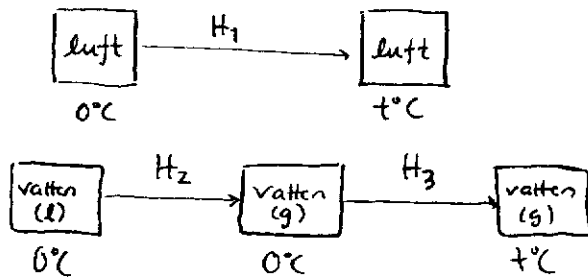 H₁
luft luft
0°C t°C
H₂ H₃
vatten vatten vatten
(l) (g) (g)
0°C 0°C t°C